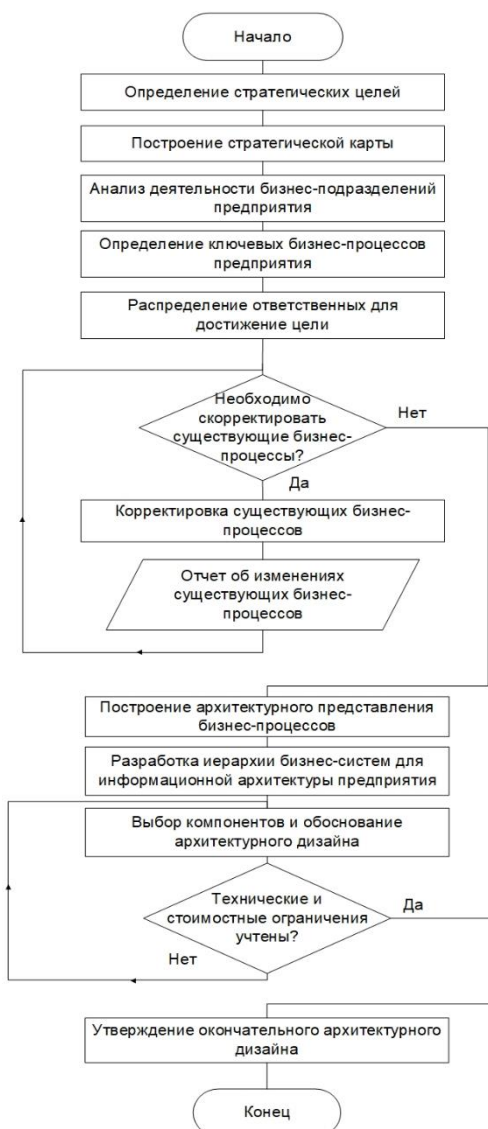 Начало
Определение стратегических целей
Построение стратегической карты
Анализ деятельности бизнес-подразделений
предприятия
Определение ключевых бизнес-процессов
предприятия
Распределение ответственных для
достижение цели
Необходимо
скорректировать
существующие бизнес-
процессы?
Нет
Да
Корректировка существующих бизнес-
процессов
Отчет об изменениях
существующих бизнес-
процессов
Построение архитектурного представления
бизнес-процессов
Разработка иерархии бизнес-систем для
информационной архитектуры предприятия
Выбор компонентов и обоснование
архитектурного дизайна
Технические и
стоимостные ограничения
учтены?
Да
Нет
Утверждение окончательного архитектурного
дизайна
Конец